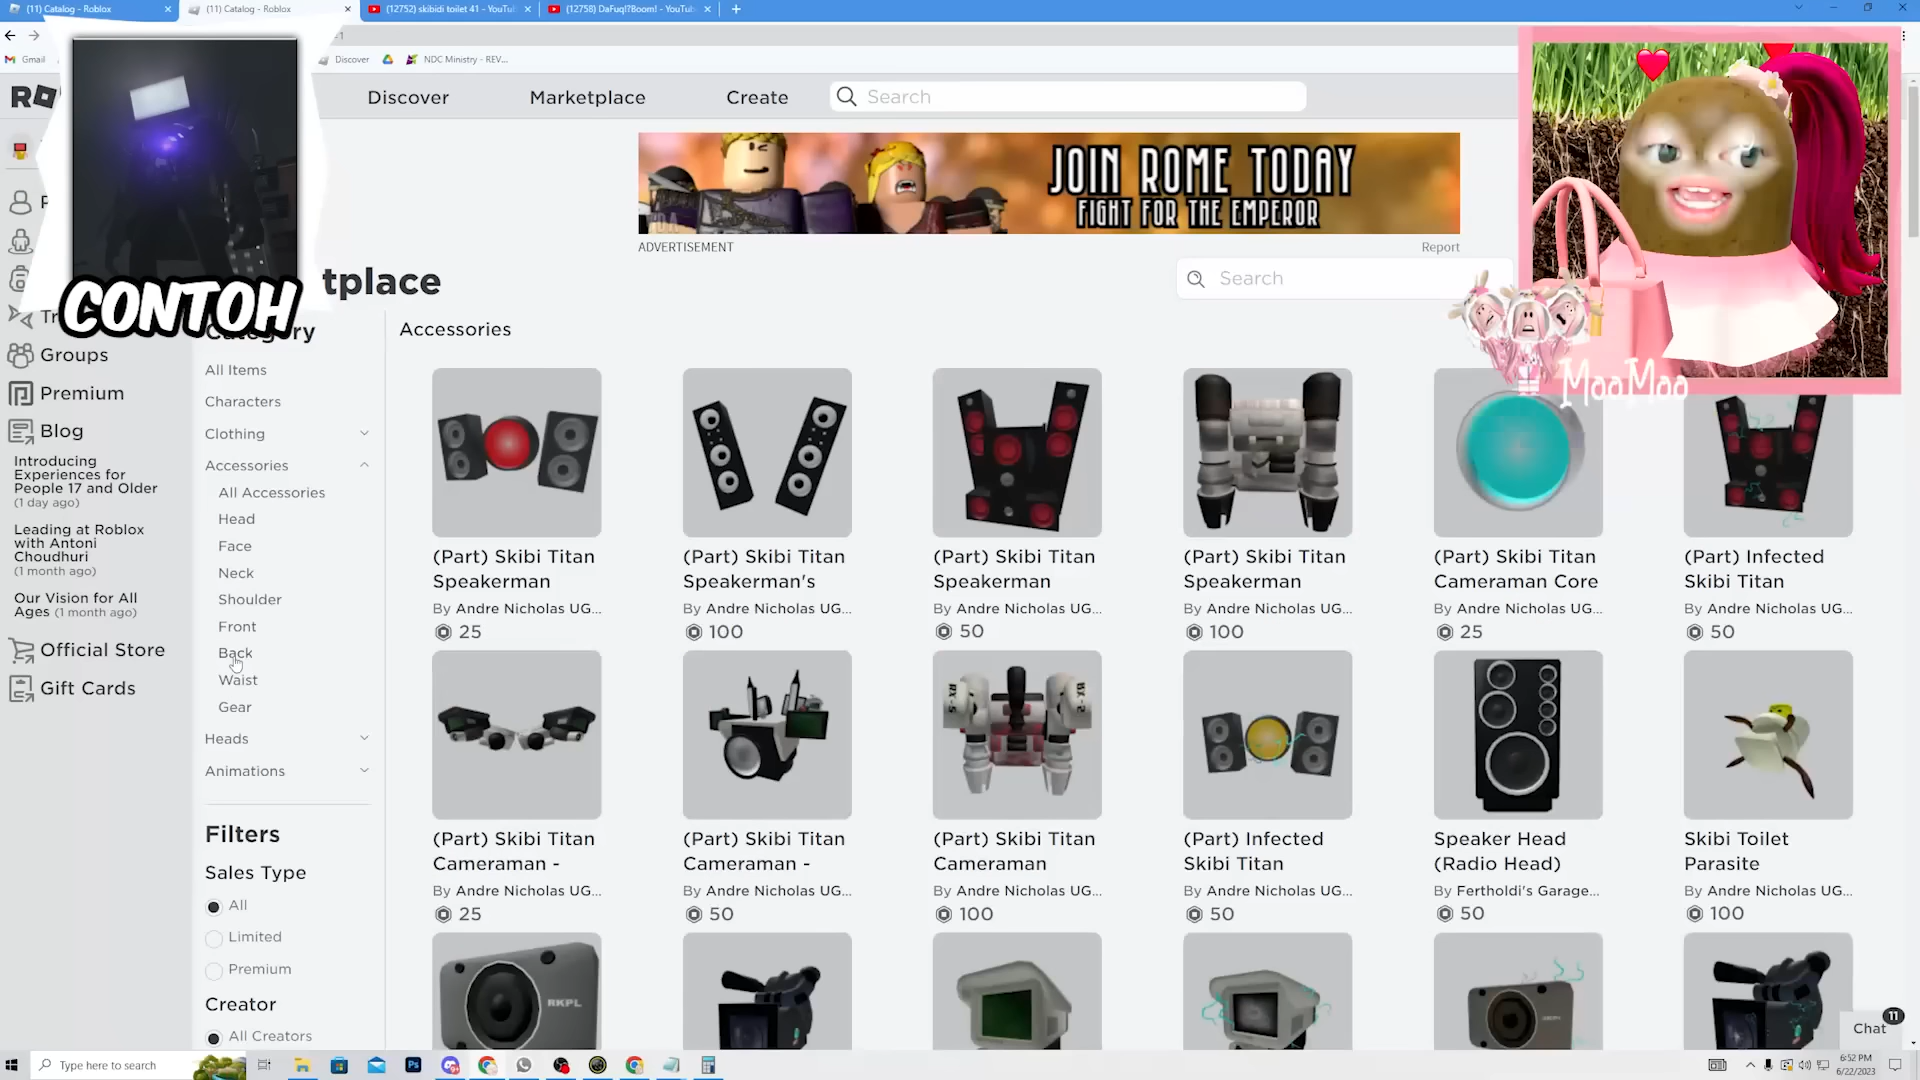 (11) Catalog - Roblox
(11) Catalog - Roblox
(12752) skibidi toilet 41 - YouTu
(12758) DaFuq!?Boom! - YouTub
Gmail
Discover
NDC Ministry - REV...
Discover
Marketplace
Create
Search
JOIN ROME TODAY
FIGHT FOR THE EMPEROR
ADVERTISEMENT
Report
tplace
Search
CONTOH
MooMoo
Groups
Premium
Blog
Introducing
Experiences for
People 17 and Older
(1 day ago)
Leading at Roblox
with Antoni
Choudhuri
(1 month ago)
Our Vision for All
Ages (1 month ago)
Official Store
Gift Cards
Category
All Items
Characters
Clothing
Accessories
All Accessories
Head
Face
Neck
Shoulder
Front
Back
Waist
Gear
Heads
Animations
Filters
Sales Type
All
Limited
Premium
Creator
All Creators
Accessories
(Part) Skibi Titan
Speakerman
By Andre Nicholas UG...
25
(Part) Skibi Titan
Speakerman's
By Andre Nicholas UG...
100
(Part) Skibi Titan
Speakerman
By Andre Nicholas UG...
50
(Part) Skibi Titan
Speakerman
By Andre Nicholas UG...
100
(Part) Skibi Titan
Cameraman Core
By Andre Nicholas UG...
25
(Part) Infected
Skibi Titan
By Andre Nicholas UG...
50
(Part) Skibi Titan
Cameraman -
By Andre Nicholas UG...
25
(Part) Skibi Titan
Cameraman -
By Andre Nicholas UG...
50
(Part) Skibi Titan
Cameraman
By Andre Nicholas UG...
100
(Part) Infected
Skibi Titan
By Andre Nicholas UG...
50
Speaker Head
(Radio Head)
By Fertholdi's Garage...
50
Skibi Toilet
Parasite
By Andre Nicholas UG...
100
RKPL
Chat
11
Type here to search
6:52 PM
6/22/2023